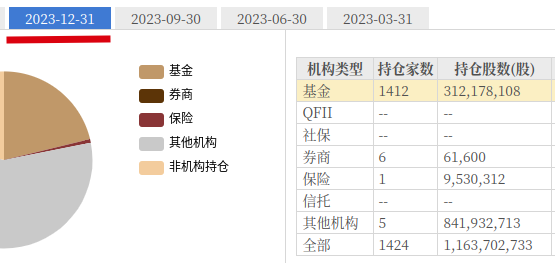 2023-12-31 2023-09-30 2023-06-30 2023-03-31
基金
券商
保险
其他机构
非机构持仓
机构类型 持仓家数 持仓股数(股)
基金 1412 312,178,108
QFII -- --
社保 -- --
券商 6 61,600
保险 1 9,530,312
信托 -- --
其他机构 5 841,932,713
全部 1424 1,163,702,733